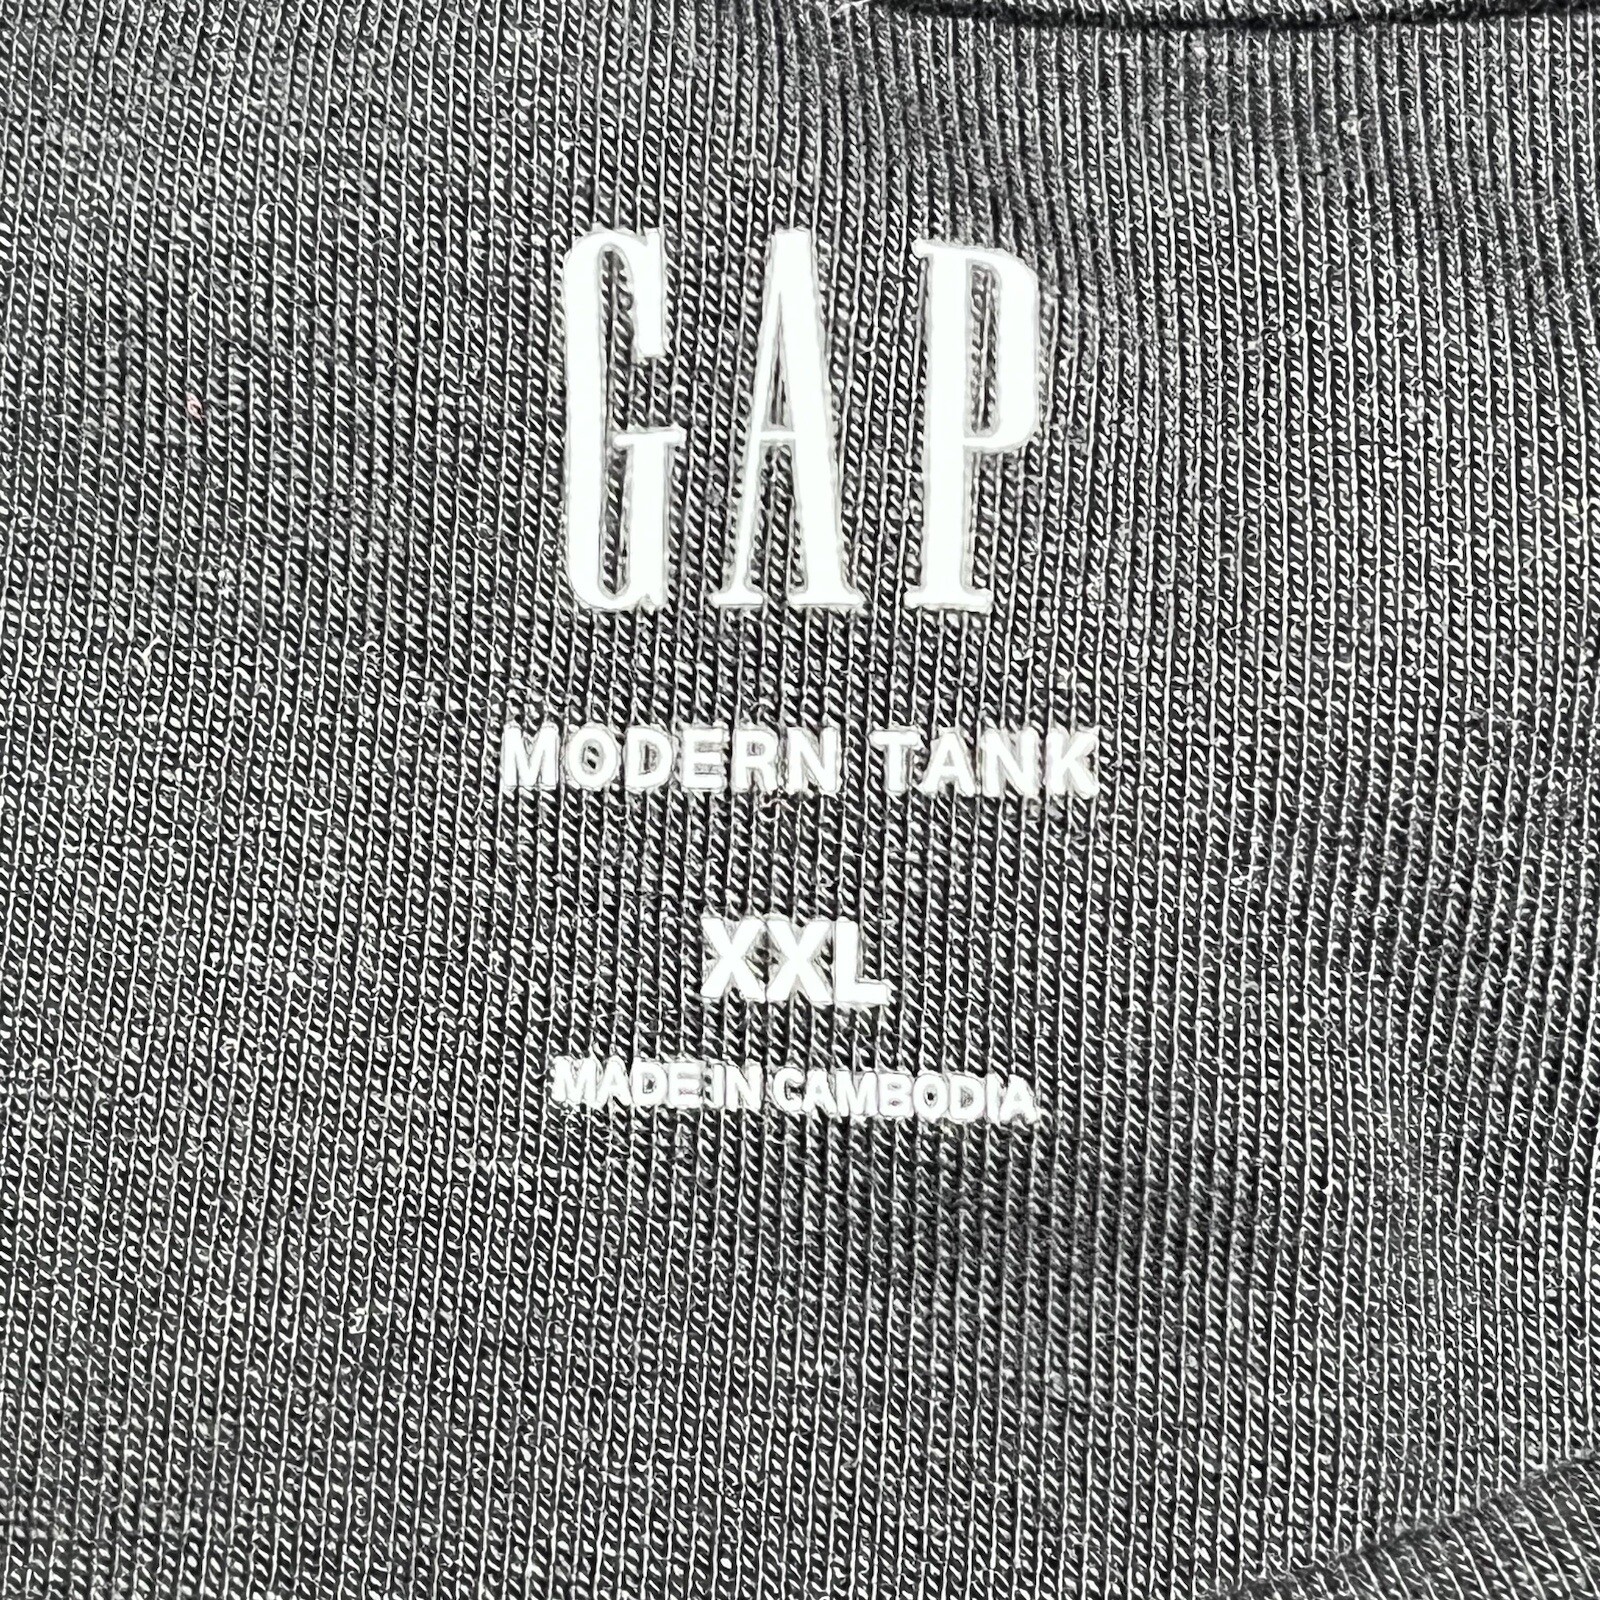 GAP
MODERN TANK
XXL
MADE IN CAMBODIA